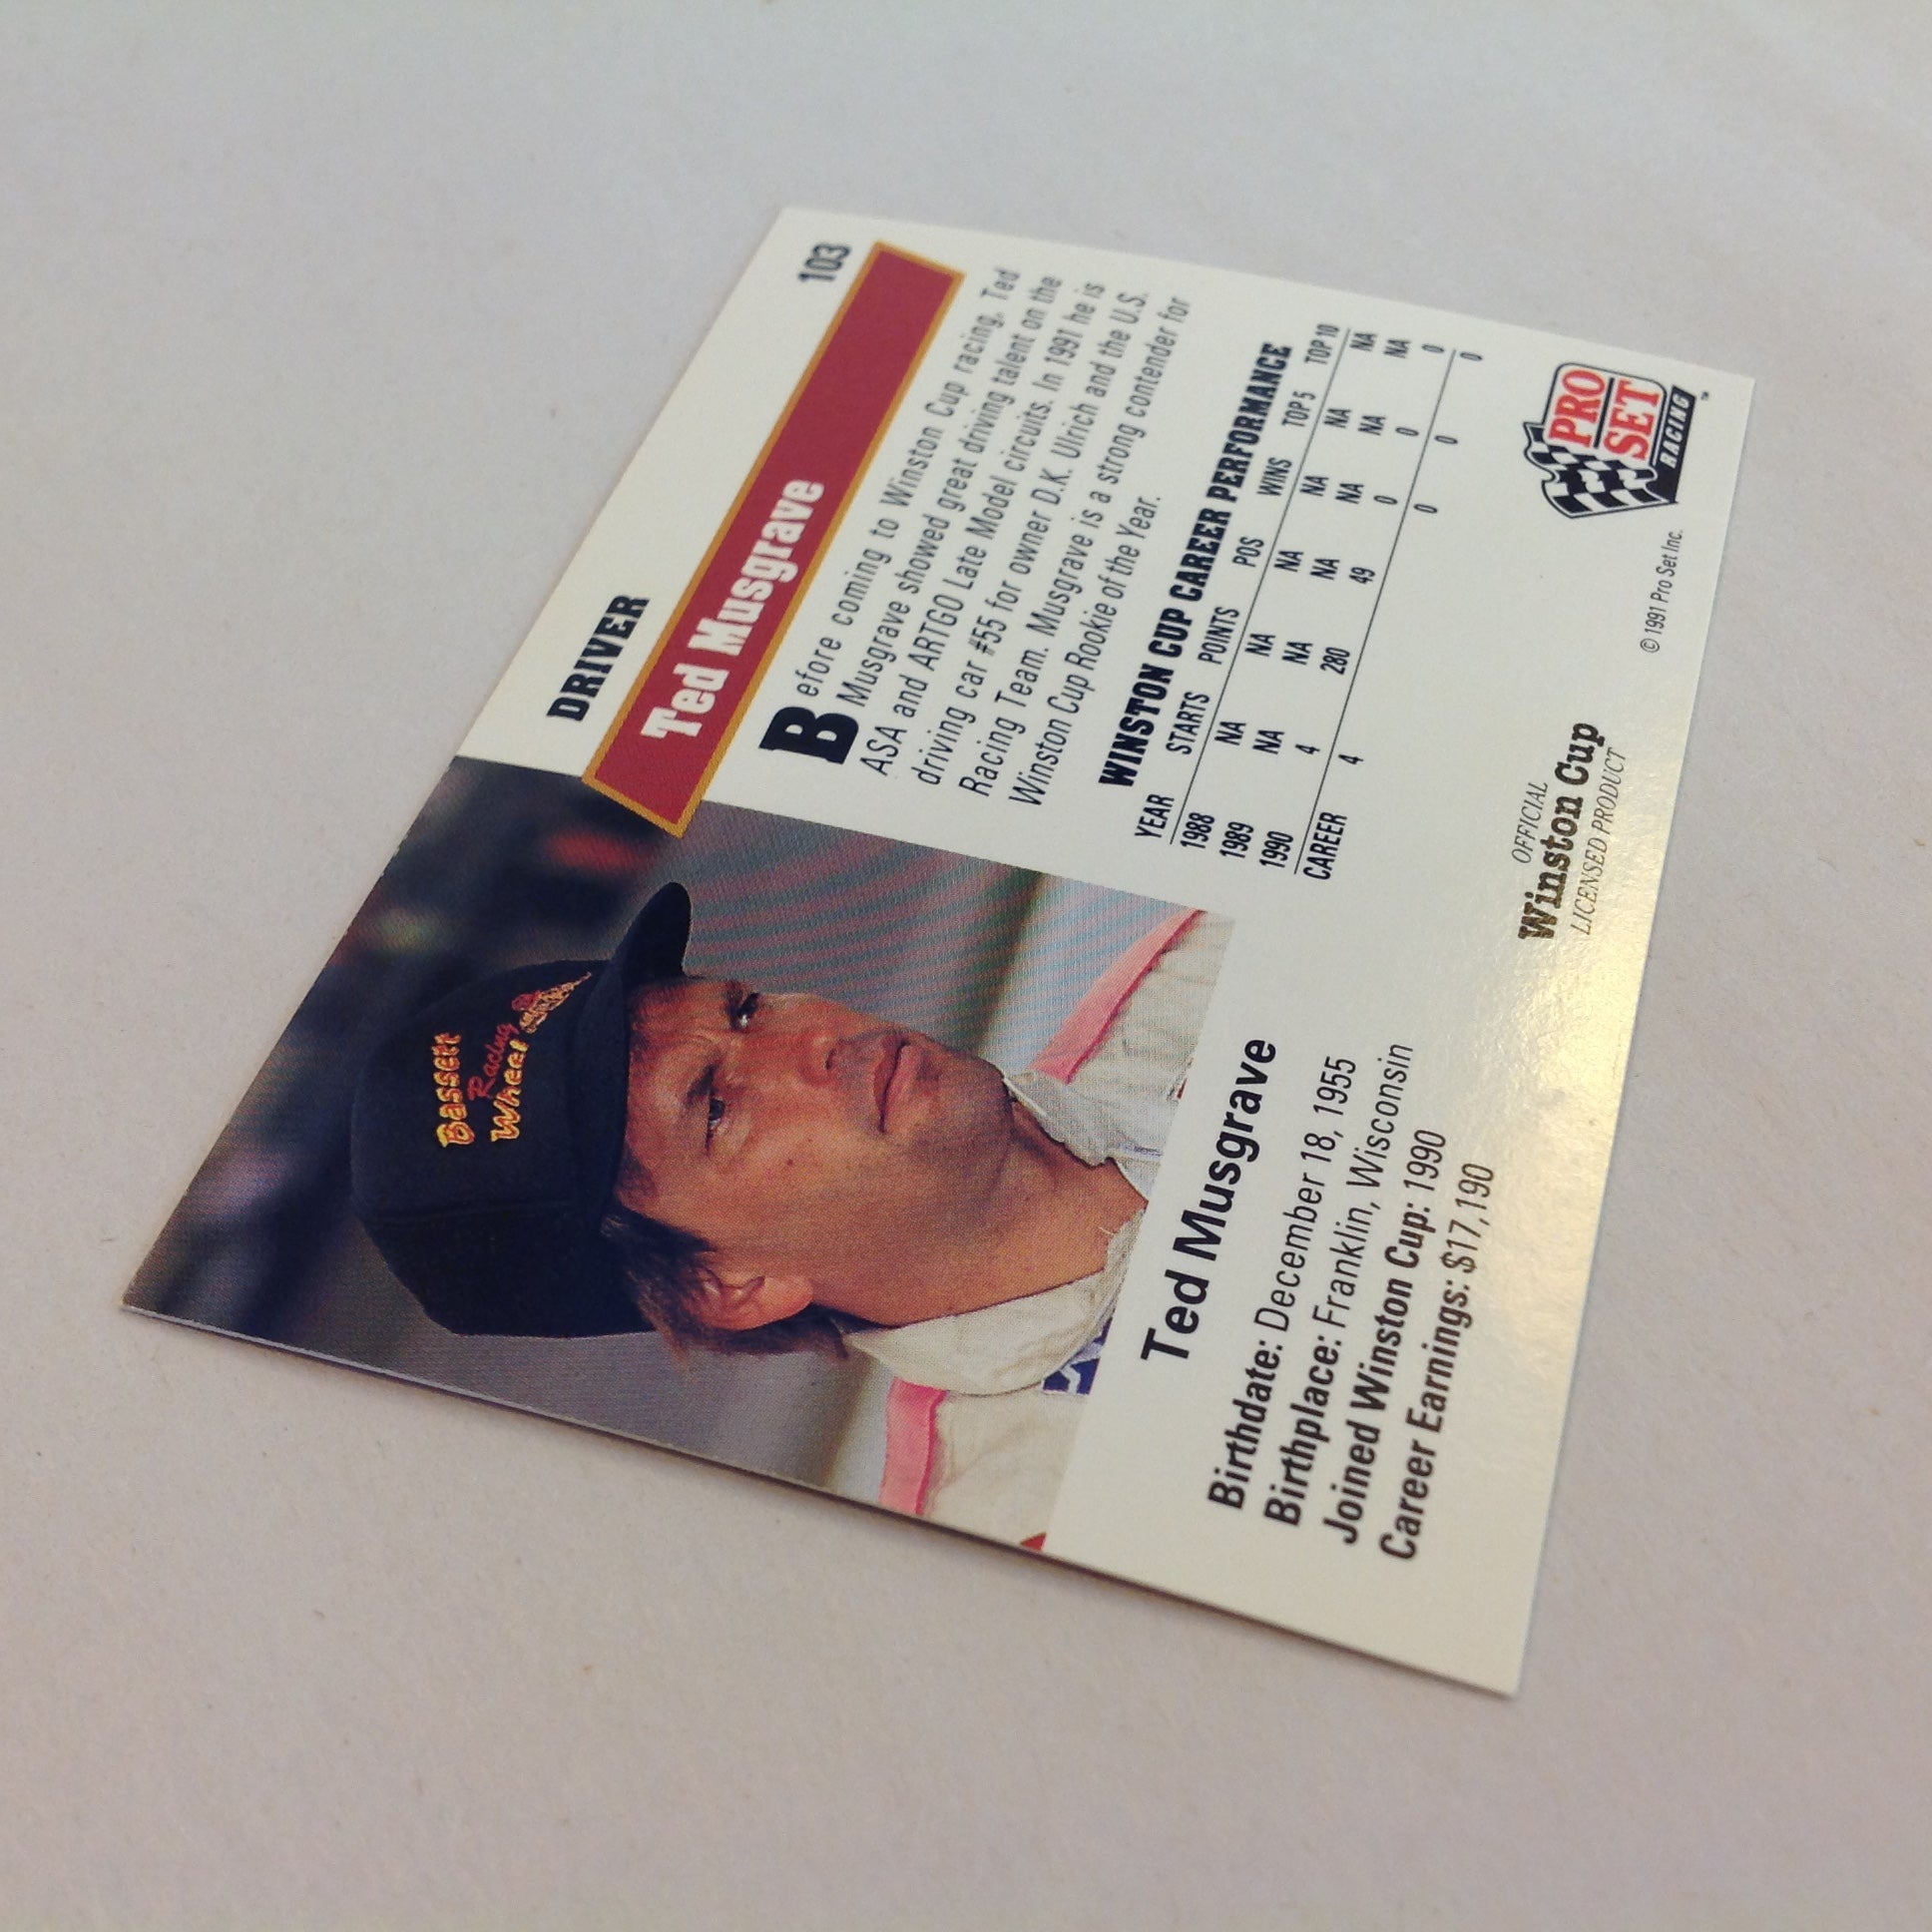 Bassett
Racing
Wheel
Ted Musgrave
Birthdate: December 18, 1955
Birthplace: Franklin, Wisconsin
Joined Winston Cup: 1990
Career Earnings: $17,190
DRIVER 103
Ted Musgrave
Before coming to Winston Cup racing, Ted
Musgrave showed great driving talent on the
ASA and ARTGO Late Model circuits. In 1991 he is
driving car #55 for owner D.K. Ulrich and the U.S.
Racing Team. Musgrave is a strong contender for
Winston Cup Rookie of the Year.
WINSTON CUP CAREER PERFORMANCE
YEAR STARTS POINTS POS WINS TOP 5 TOP 10
1988 NA NA NA NA NA NA
1989 NA NA NA NA NA NA
1990 4 280 49 0 0 0
CAREER 4 0 0 0
OFFICIAL
Winston Cup
LICENSED PRODUCT
© 1991 Pro Set Inc.
PRO
SET
RACING
™